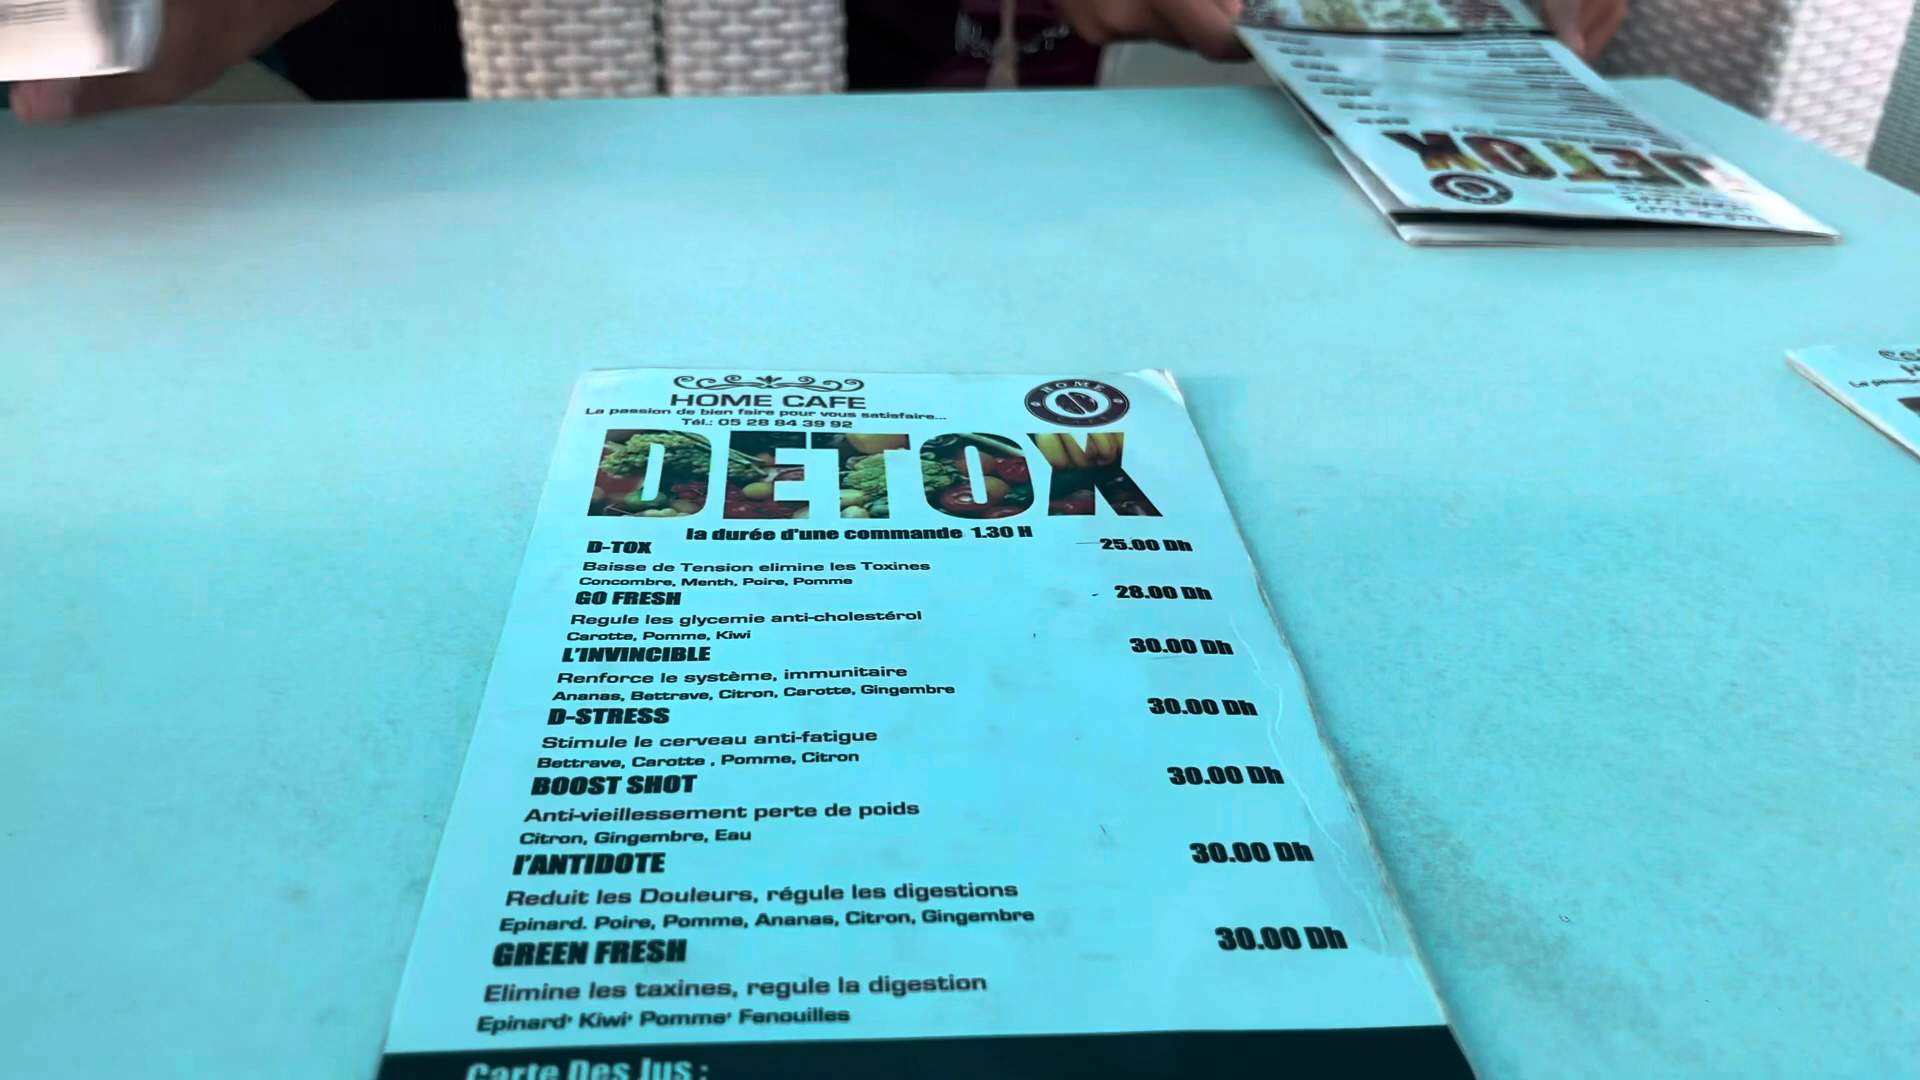 HOME CAFE
La passion de bien faire pour vous satisfaire...
Tél.: 05 28 84 39 92
HOME
DETOX
la durée d'une commande 1.30 H
D-TOX 25.00 Dh
Baisse de Tension elimine les Toxines
Concombre, Menth, Poire, Pomme
GO FRESH 28.00 Dh
Regule les glycemie anti-cholestérol
Carotte, Pomme, Kiwi
L'INVINCIBLE 30.00 Dh
Renforce le système, immunitaire
Ananas, Bettrave, Citron, Carotte, Gingembre
D-STRESS 30.00 Dh
Stimule le cerveau anti-fatigue
Bettrave, Carotte , Pomme, Citron
BOOST SHOT 30.00 Dh
Anti-vieillessement perte de poids
Citron, Gingembre, Eau
l'ANTIDOTE 30.00 Dh
Reduit les Douleurs, régule les digestions
Epinard. Poire, Pomme, Ananas, Citron, Gingembre
GREEN FRESH 30.00 Dh
Elimine les taxines, regule la digestion
Epinard' Kiwi' Pomme' Fenouilles
Carte Des Jus :
DETOX